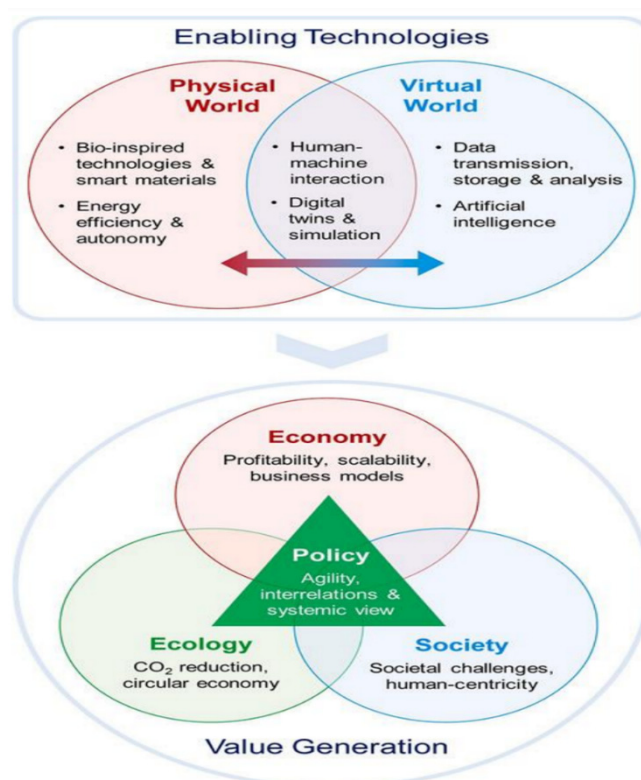 Enabling Technologies
Physical
World
Virtual
World
• Bio-inspired
technologies &
smart materials
• Energy
efficiency &
autonomy
• Human-
machine
interaction
• Digital
twins &
simulation
• Data
transmission,
storage & analysis
• Artificial
intelligence
Economy
Profitability, scalability,
business models
Policy
Agility,
interrelations &
systemic view
Ecology
CO₂ reduction,
circular economy
Society
Societal challenges,
human-centricity
Value Generation